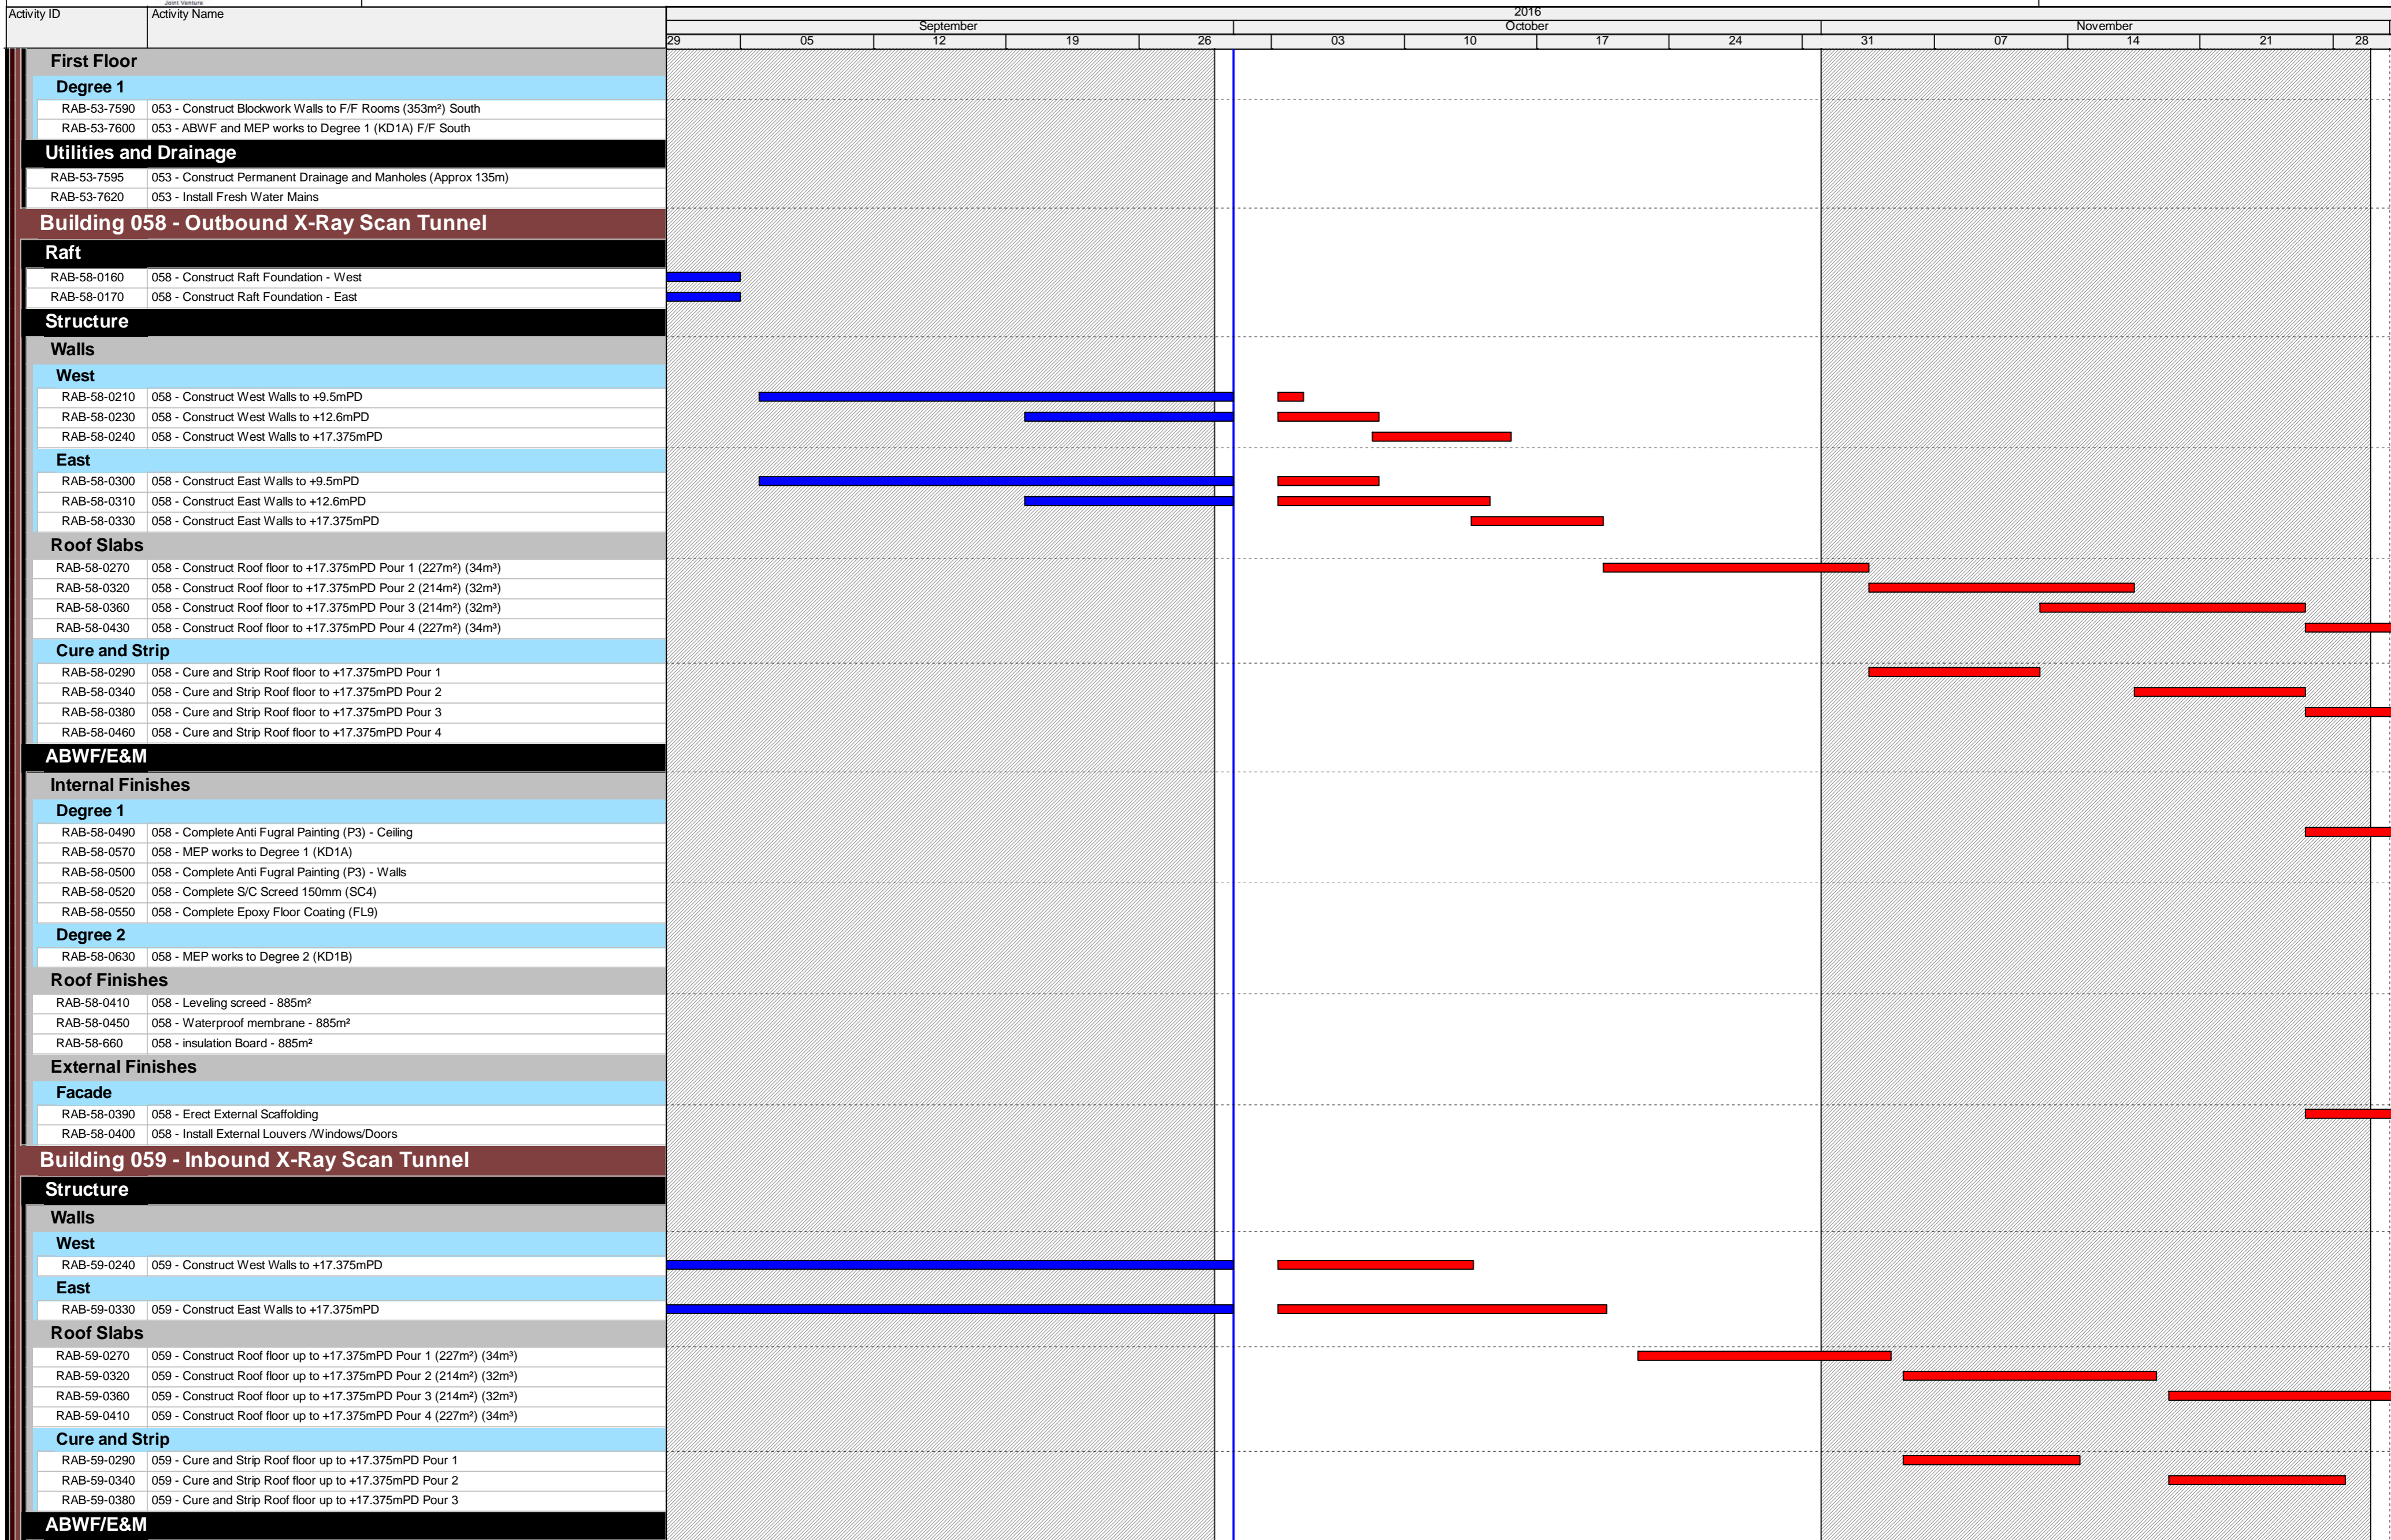 Joint Venture
Activity ID Activity Name 2016
September October November
29 05 12 19 26 03 10 17 24 31 07 14 21 28
First Floor
Degree 1
RAB-53-7590 053 - Construct Blockwork Walls to F/F Rooms (353m²) South
RAB-53-7600 053 - ABWF and MEP works to Degree 1 (KD1A) F/F South
Utilities and Drainage
RAB-53-7595 053 - Construct Permanent Drainage and Manholes (Approx 135m)
RAB-53-7620 053 - Install Fresh Water Mains
Building 058 - Outbound X-Ray Scan Tunnel
Raft
RAB-58-0160 058 - Construct Raft Foundation - West
RAB-58-0170 058 - Construct Raft Foundation - East
Structure
Walls
West
RAB-58-0210 058 - Construct West Walls to +9.5mPD
RAB-58-0230 058 - Construct West Walls to +12.6mPD
RAB-58-0240 058 - Construct West Walls to +17.375mPD
East
RAB-58-0300 058 - Construct East Walls to +9.5mPD
RAB-58-0310 058 - Construct East Walls to +12.6mPD
RAB-58-0330 058 - Construct East Walls to +17.375mPD
Roof Slabs
RAB-58-0270 058 - Construct Roof floor to +17.375mPD Pour 1 (227m²) (34m³)
RAB-58-0320 058 - Construct Roof floor to +17.375mPD Pour 2 (214m²) (32m³)
RAB-58-0360 058 - Construct Roof floor to +17.375mPD Pour 3 (214m²) (32m³)
RAB-58-0430 058 - Construct Roof floor to +17.375mPD Pour 4 (227m²) (34m³)
Cure and Strip
RAB-58-0290 058 - Cure and Strip Roof floor to +17.375mPD Pour 1
RAB-58-0340 058 - Cure and Strip Roof floor to +17.375mPD Pour 2
RAB-58-0380 058 - Cure and Strip Roof floor to +17.375mPD Pour 3
RAB-58-0460 058 - Cure and Strip Roof floor to +17.375mPD Pour 4
ABWF/E&M
Internal Finishes
Degree 1
RAB-58-0490 058 - Complete Anti Fugral Painting (P3) - Ceiling
RAB-58-0570 058 - MEP works to Degree 1 (KD1A)
RAB-58-0500 058 - Complete Anti Fugral Painting (P3) - Walls
RAB-58-0520 058 - Complete S/C Screed 150mm (SC4)
RAB-58-0550 058 - Complete Epoxy Floor Coating (FL9)
Degree 2
RAB-58-0630 058 - MEP works to Degree 2 (KD1B)
Roof Finishes
RAB-58-0410 058 - Leveling screed - 885m²
RAB-58-0450 058 - Waterproof membrane - 885m²
RAB-58-660 058 - insulation Board - 885m²
External Finishes
Facade
RAB-58-0390 058 - Erect External Scaffolding
RAB-58-0400 058 - Install External Louvers /Windows/Doors
Building 059 - Inbound X-Ray Scan Tunnel
Structure
Walls
West
RAB-59-0240 059 - Construct West Walls to +17.375mPD
East
RAB-59-0330 059 - Construct East Walls to +17.375mPD
Roof Slabs
RAB-59-0270 059 - Construct Roof floor up to +17.375mPD Pour 1 (227m²) (34m³)
RAB-59-0320 059 - Construct Roof floor up to +17.375mPD Pour 2 (214m²) (32m³)
RAB-59-0360 059 - Construct Roof floor up to +17.375mPD Pour 3 (214m²) (32m³)
RAB-59-0410 059 - Construct Roof floor up to +17.375mPD Pour 4 (227m²) (34m³)
Cure and Strip
RAB-59-0290 059 - Cure and Strip Roof floor up to +17.375mPD Pour 1
RAB-59-0340 059 - Cure and Strip Roof floor up to +17.375mPD Pour 2
RAB-59-0380 059 - Cure and Strip Roof floor up to +17.375mPD Pour 3
ABWF/E&M